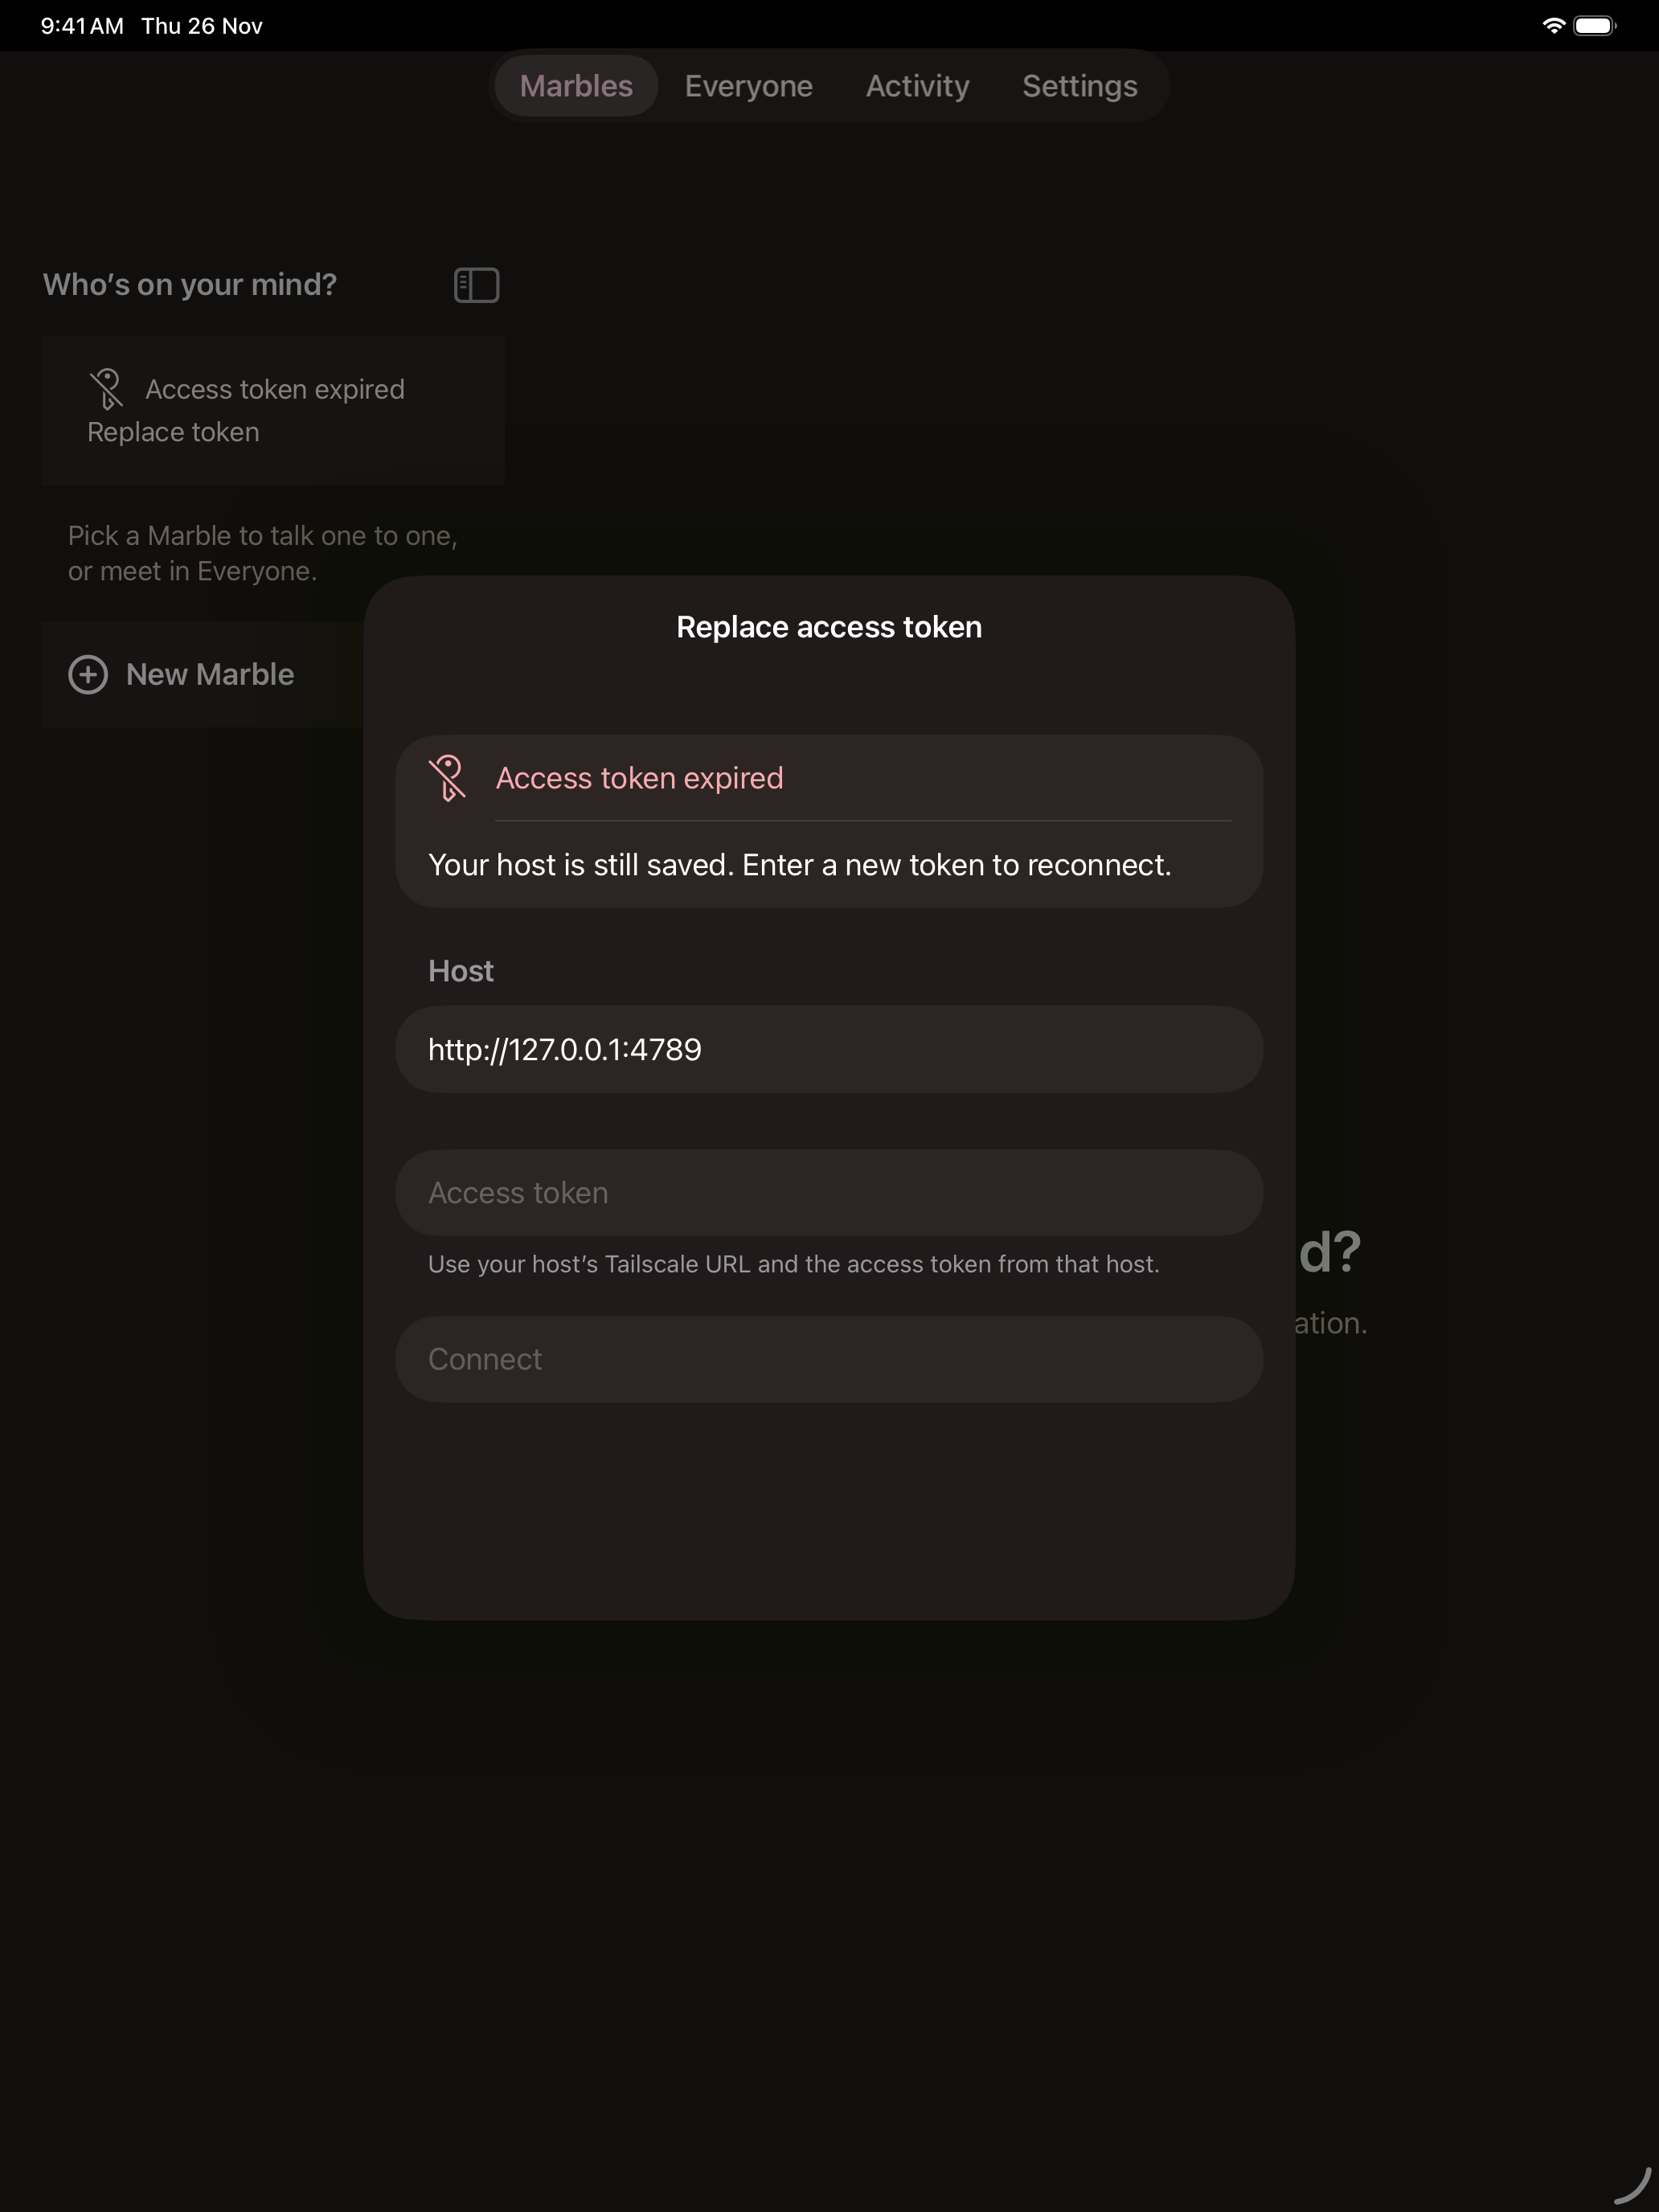 9:41 AM Thu 26 Nov
Marbles Everyone Activity Settings
Who's on your mind?
Access token expired
Replace token
Pick a Marble to talk one to one,
or meet in Everyone.
New Marble
Replace access token
Access token expired
Your host is still saved. Enter a new token to reconnect.
Host
http://127.0.0.1:4789
Access token
Use your host's Tailscale URL and the access token from that host.
Connect
d?
ation.